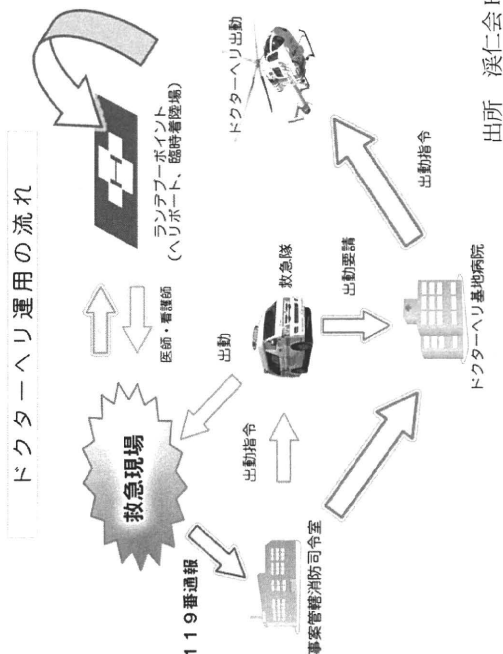 ドクターヘリ運用の流れ
救急現場
119番通報
事案管轄消防司令室
出動指令
出動
救急隊
出動要請
ドクターヘリ基地病院
出動指令
ドクターヘリ出動
医師・看護師
ランデブーポイント
(ヘリポート、臨時着陸場)
出所 渓仁会